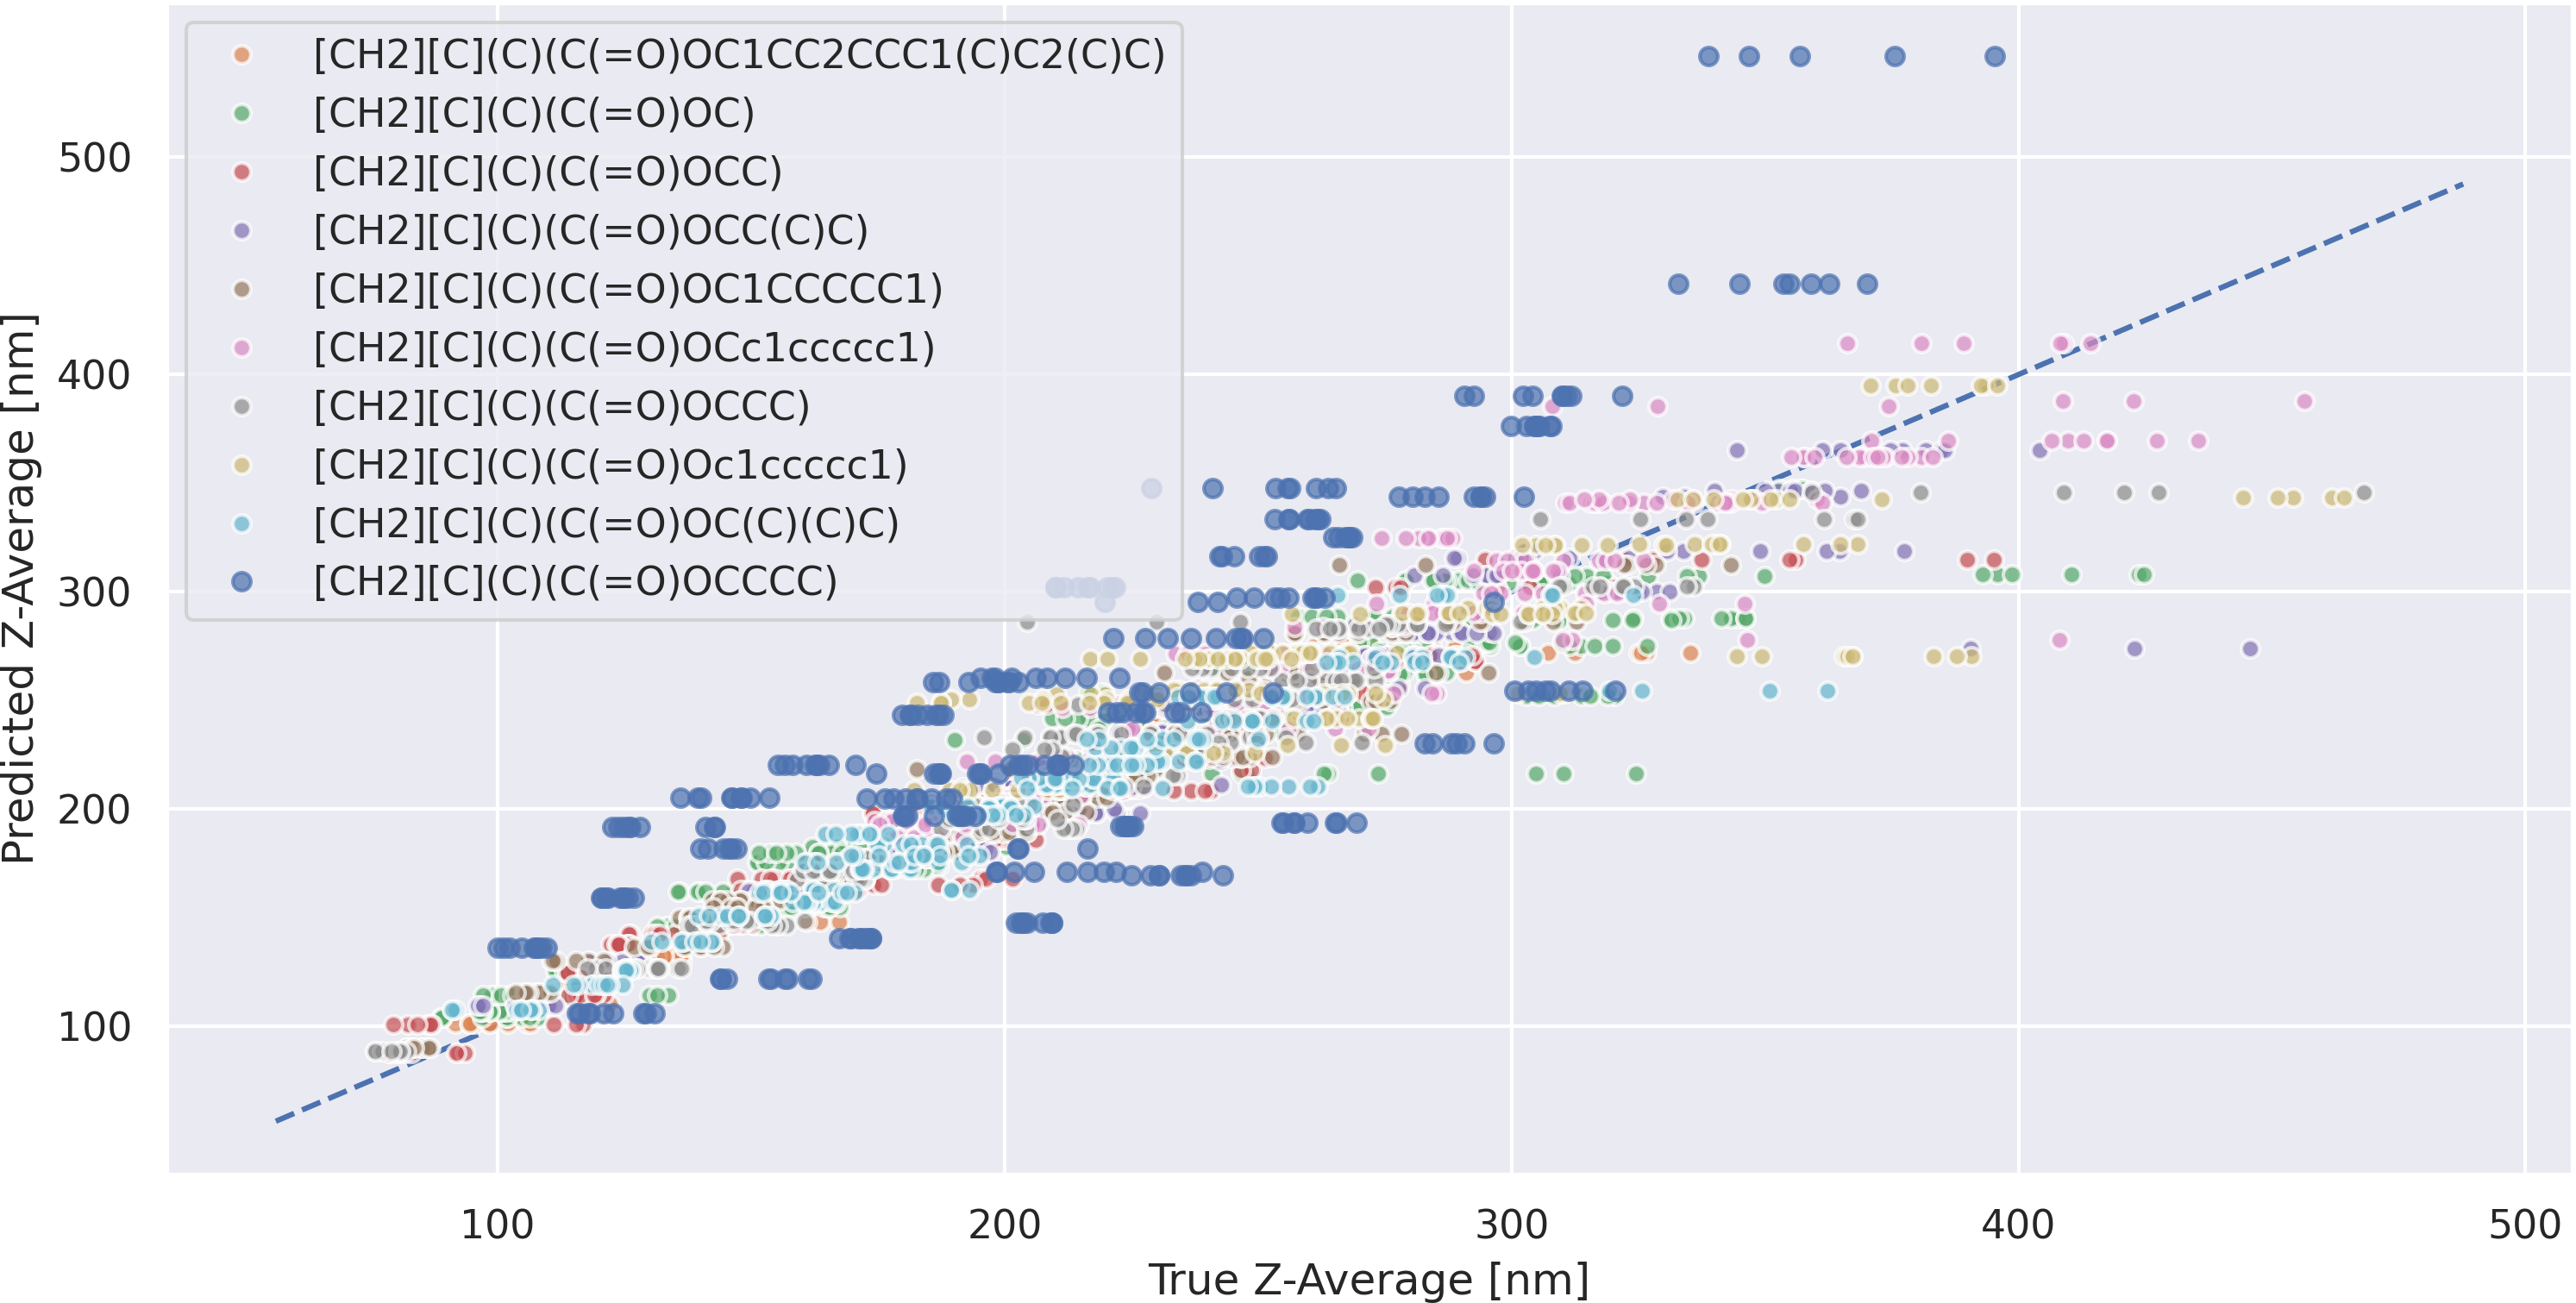 [CH2][C](C)(C(=O)OC1CC2CCC1(C)C2(C)C)
[CH2][C](C)(C(=O)OC)
[CH2][C](C)(C(=O)OCC)
[CH2][C](C)(C(=O)OCC(C)C)
[CH2][C](C)(C(=O)OC1CCCCC1)
[CH2][C](C)(C(=O)OCc1ccccc1)
[CH2][C](C)(C(=O)OCCC)
[CH2][C](C)(C(=O)Oc1ccccc1)
[CH2][C](C)(C(=O)OC(C)(C)C)
[CH2][C](C)(C(=O)OCCCC)
500
400
300
200
100
Predicted Z-Average [nm]
100 200 300 400 500
True Z-Average [nm]